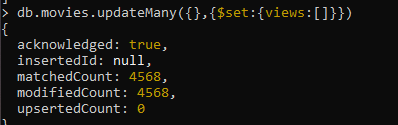 > db.movies.updateMany({},{$set:{views:[]}})
{
  acknowledged: true,
  insertedId: null,
  matchedCount: 4568,
  modifiedCount: 4568,
  upsertedCount: 0
}